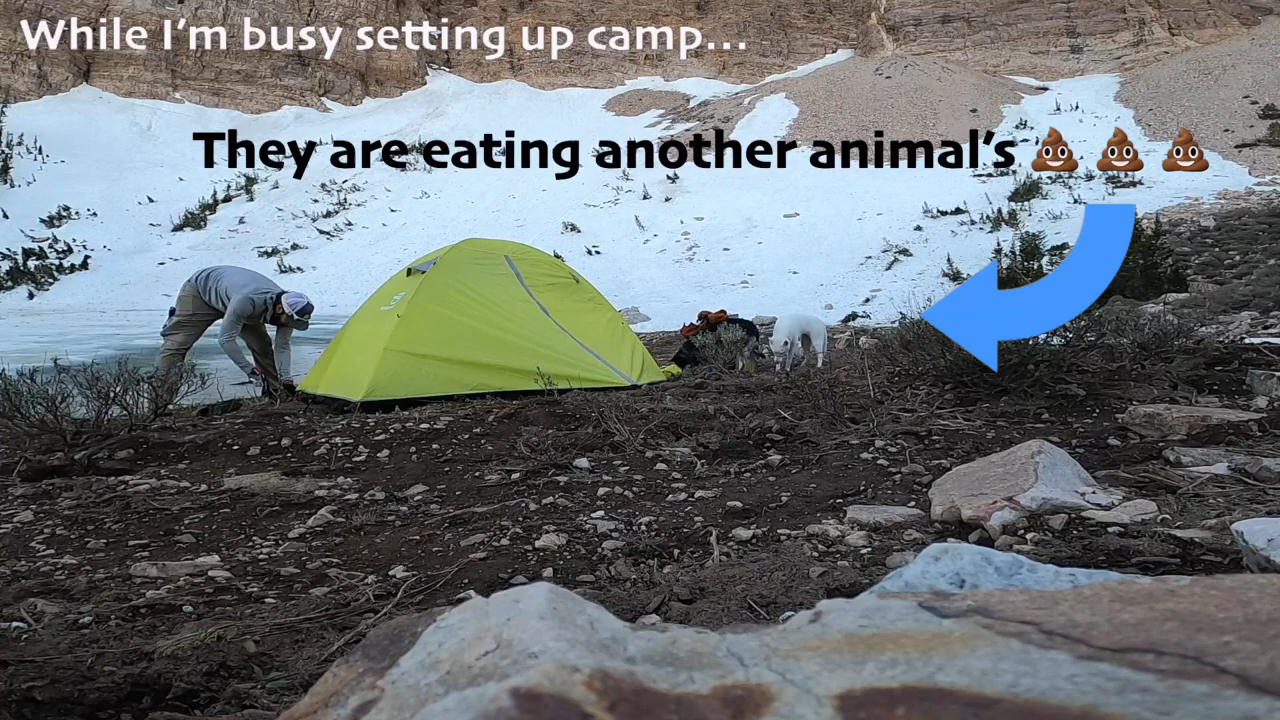 While I'm busy setting up camp...
They are eating another animal's 💩 💩 💩